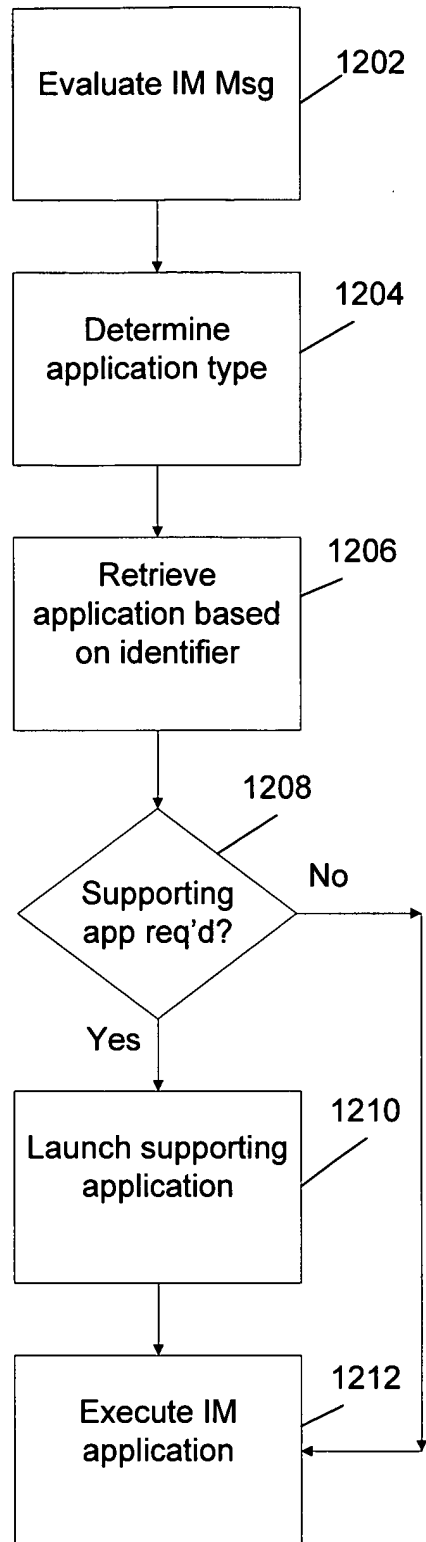 Evaluate IM Msg
1202
Determine
application type
1204
Retrieve
application based
on identifier
1206
1208
Supporting
app req'd?
No
Yes
Launch supporting
application
1210
Execute IM
application
1212